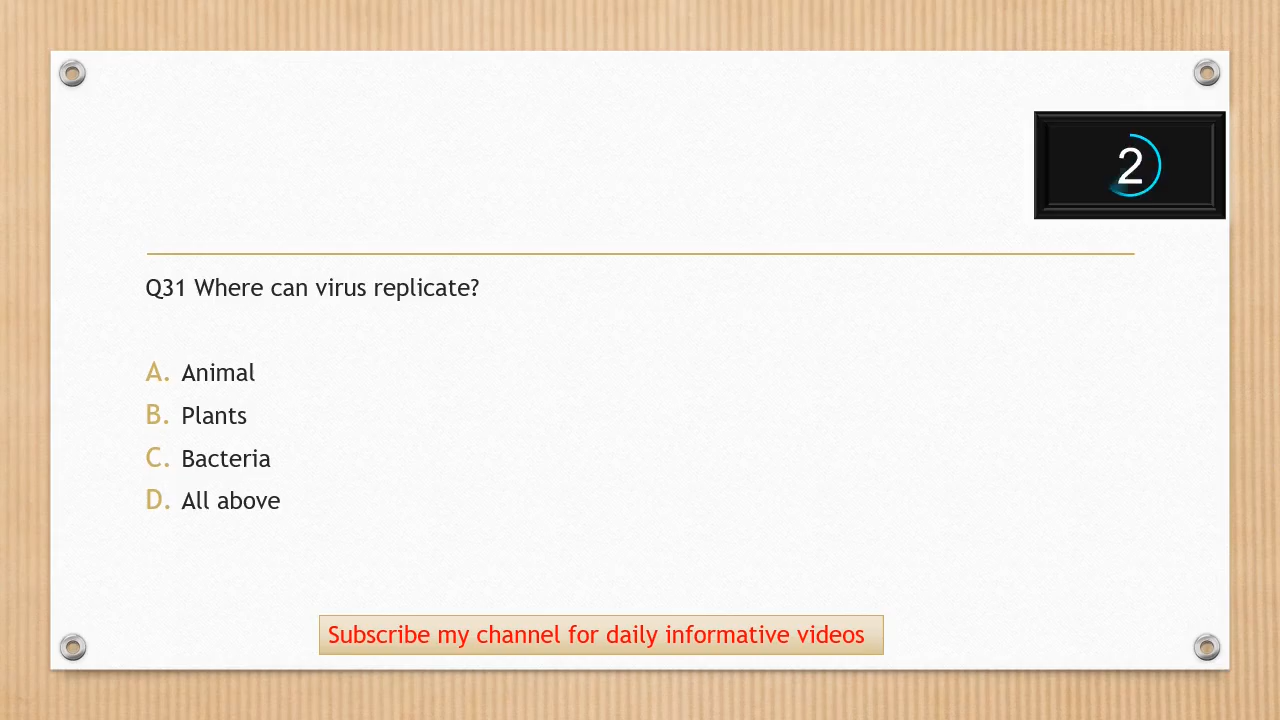 2
Q31 Where can virus replicate?
A. Animal
B. Plants
C. Bacteria
D. All above
Subscribe my channel for daily informative videos